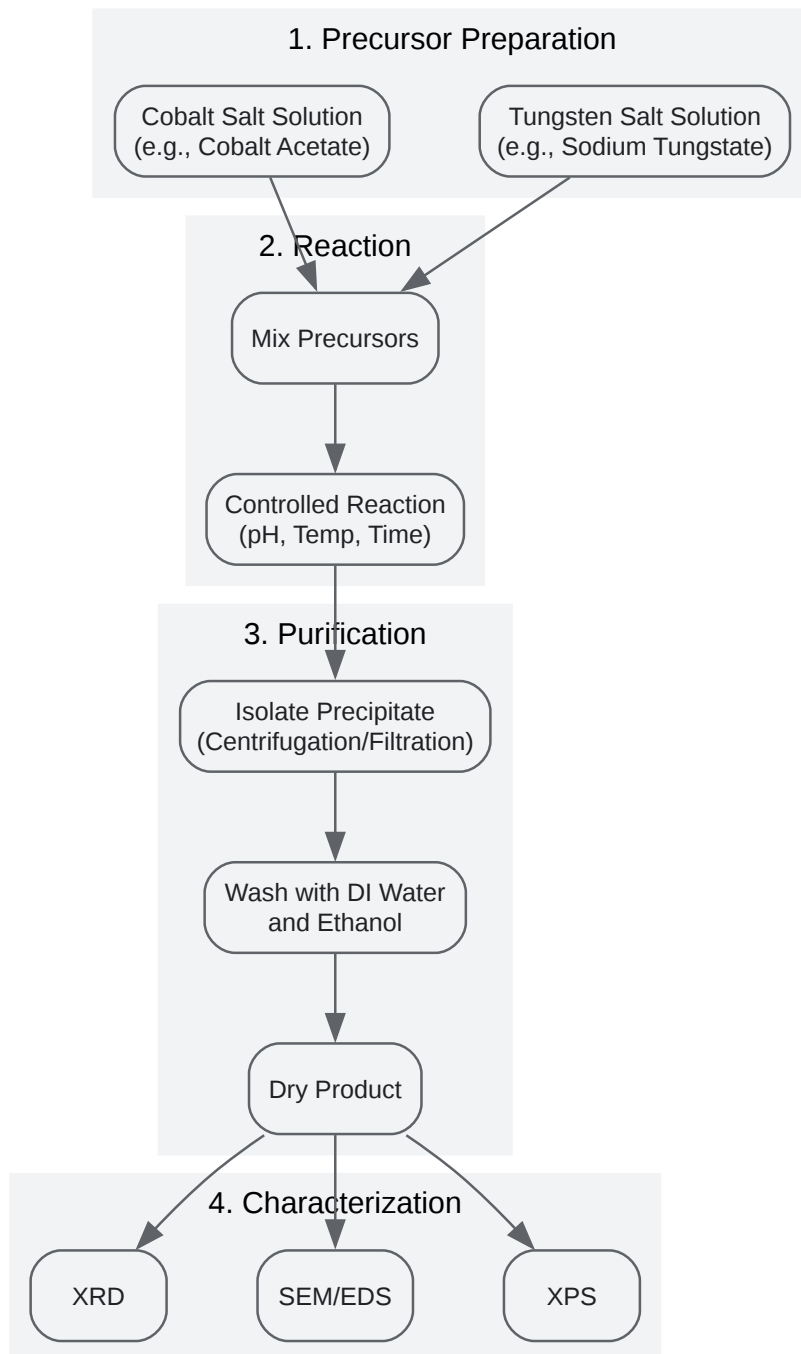 1. Precursor Preparation
Cobalt Salt Solution
(e.g., Cobalt Acetate)
Tungsten Salt Solution
(e.g., Sodium Tungstate)
2. Reaction
Mix Precursors
Controlled Reaction
(pH, Temp, Time)
3. Purification
Isolate Precipitate
(Centrifugation/Filtration)
Wash with DI Water
and Ethanol
Dry Product
4. Characterization
XRD
SEM/EDS
XPS